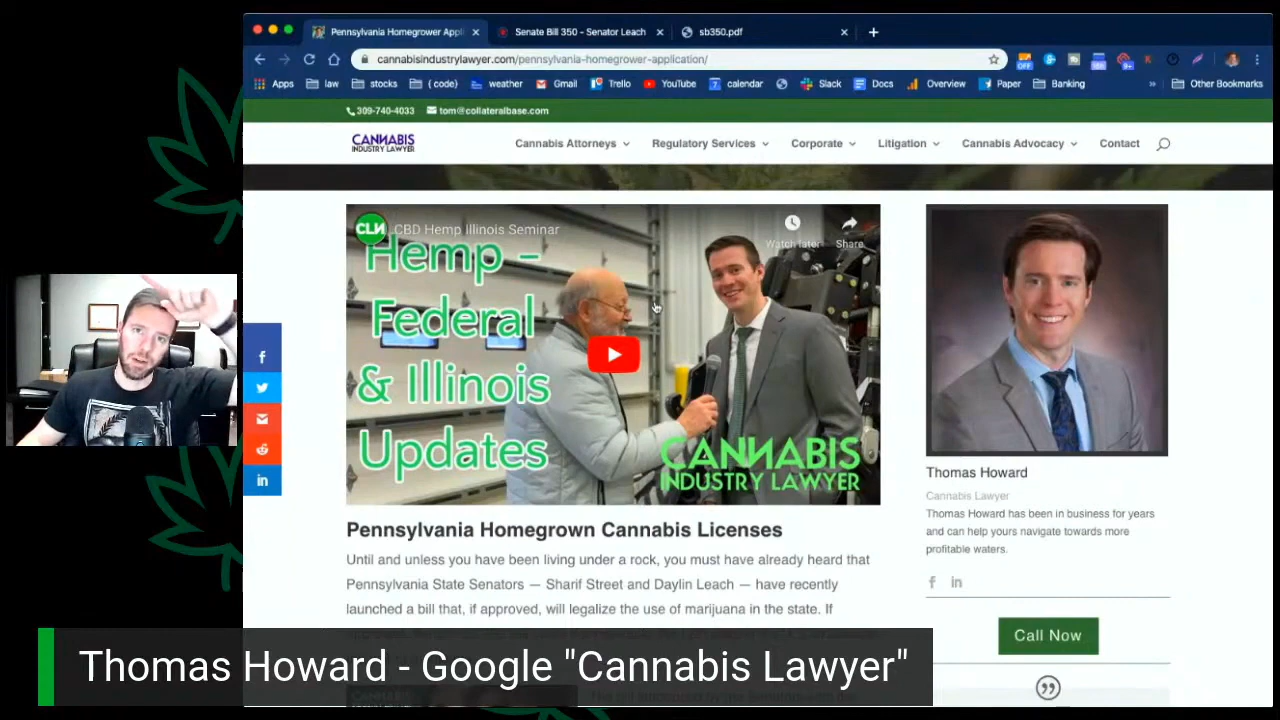 Pennsylvania Homegrower Appli
Senate Bill 350 - Senator Leach
sb350.pdf
cannabisindustrylawyer.com/pennsylvania-homegrower-application/
Apps
law
stocks
{ code}
weather
Gmail
Trello
YouTube
calendar
Slack
Docs
Overview
Paper
Banking
»
Other Bookmarks
309-740-4033
tom@collateralbase.com
CANNABIS
INDUSTRY LAWYER
Cannabis Attorneys
Regulatory Services
Corporate
Litigation
Cannabis Advocacy
Contact
CLN
CBD Hemp Illinois Seminar
Watch later
Share
Hemp –
Federal
& Illinois
Updates
CANNABIS
INDUSTRY LAWYER
Thomas Howard
Cannabis Lawyer
Thomas Howard has been in business for years
and can help yours navigate towards more
profitable waters.
Call Now
Pennsylvania Homegrown Cannabis Licenses
Until and unless you have been living under a rock, you must have already heard that
Pennsylvania State Senators — Sharif Street and Daylin Leach — have recently
launched a bill that, if approved, will legalize the use of marijuana in the state. If
Thomas Howard - Google "Cannabis Lawyer"